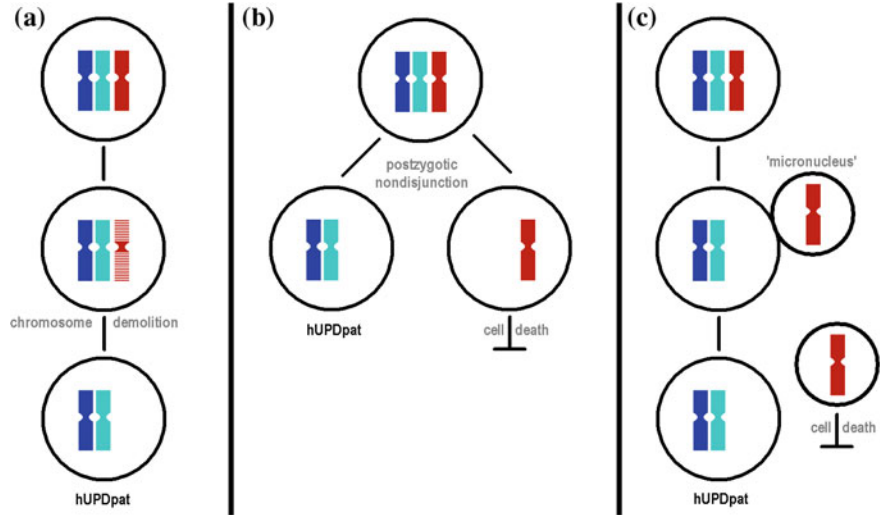 (a)
chromosome demolition
hUPDpat
(b)
postzygotic
nondisjunction
hUPDpat
cell death
(c)
'micronucleus'
cell death
hUPDpat